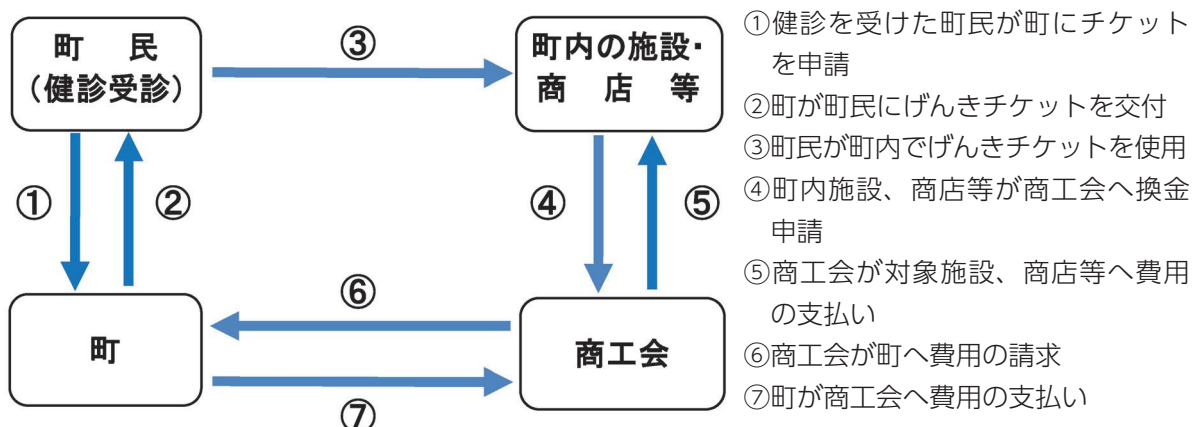 町　民
（健診受診）
③
町内の施設・
商　店　等
①
②
④
⑤
⑥
町
商工会
⑦
①健診を受けた町民が町にチケット
を申請
②町が町民にげんきチケットを交付
③町民が町内でげんきチケットを使用
④町内施設、商店等が商工会へ換金
申請
⑤商工会が対象施設、商店等へ費用
の支払い
⑥商工会が町へ費用の請求
⑦町が商工会へ費用の支払い